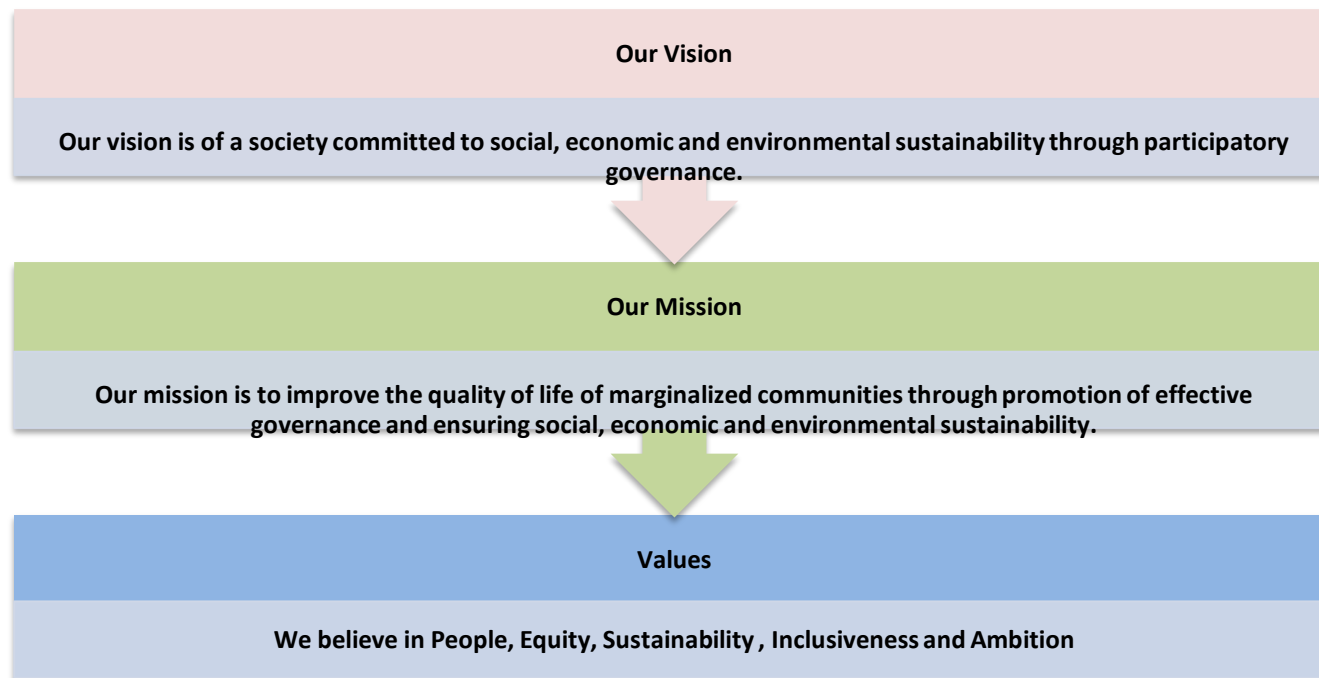 Our Vision
Our vision is of a society committed to social, economic and environmental sustainability through participatory
governance.
Our Mission
Our mission is to improve the quality of life of marginalized communities through promotion of effective
governance and ensuring social, economic and environmental sustainability.
Values
We believe in People, Equity, Sustainability , Inclusiveness and Ambition